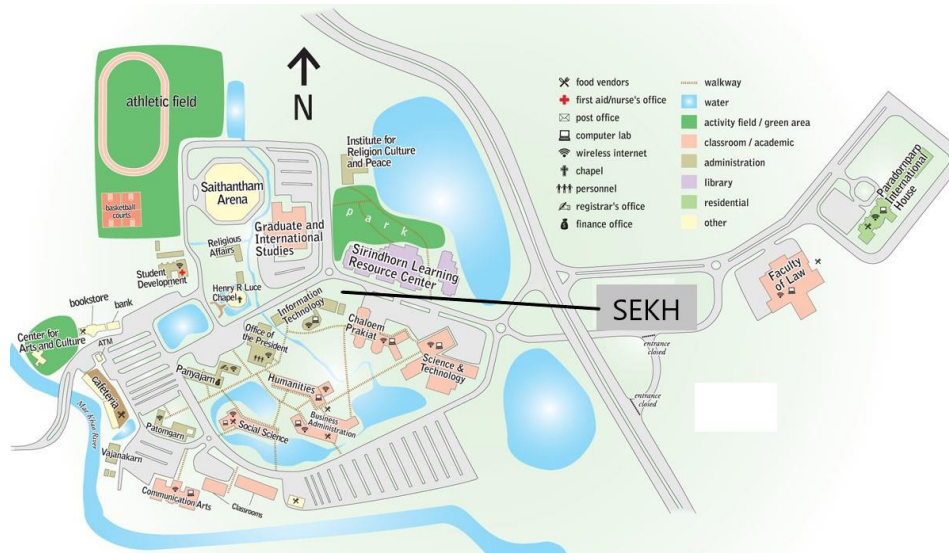 athletic field
N
Institute for
Religion Culture
and Peace
food vendors
first aid/nurse's office
post office
computer lab
wireless internet
chapel
personnel
registrar's office
finance office
walkway
water
activity field / green area
classroom / academic
administration
library
residential
other
Paradornparp
International
House
Saithantham
Arena
basketball
courts
park
Graduate and
International
Studies
Religious
Affairs
Sirindhorn Learning
Resource Center
Student
Development
Henry R Luce
Chapel
Faculty
of Law
bookstore
bank
Information
Technology
SEKH
Center for
Arts and Culture
ATM
Office of
the President
Chaloem
Prakiat
entrance
closed
Science &
Technology
Panyajarn
Humanities
cafeteria
Mae Khao River
entrance
closed
Patomgarn
Social Science
Business
Administration
Vajanakarn
Communication Arts
Classrooms